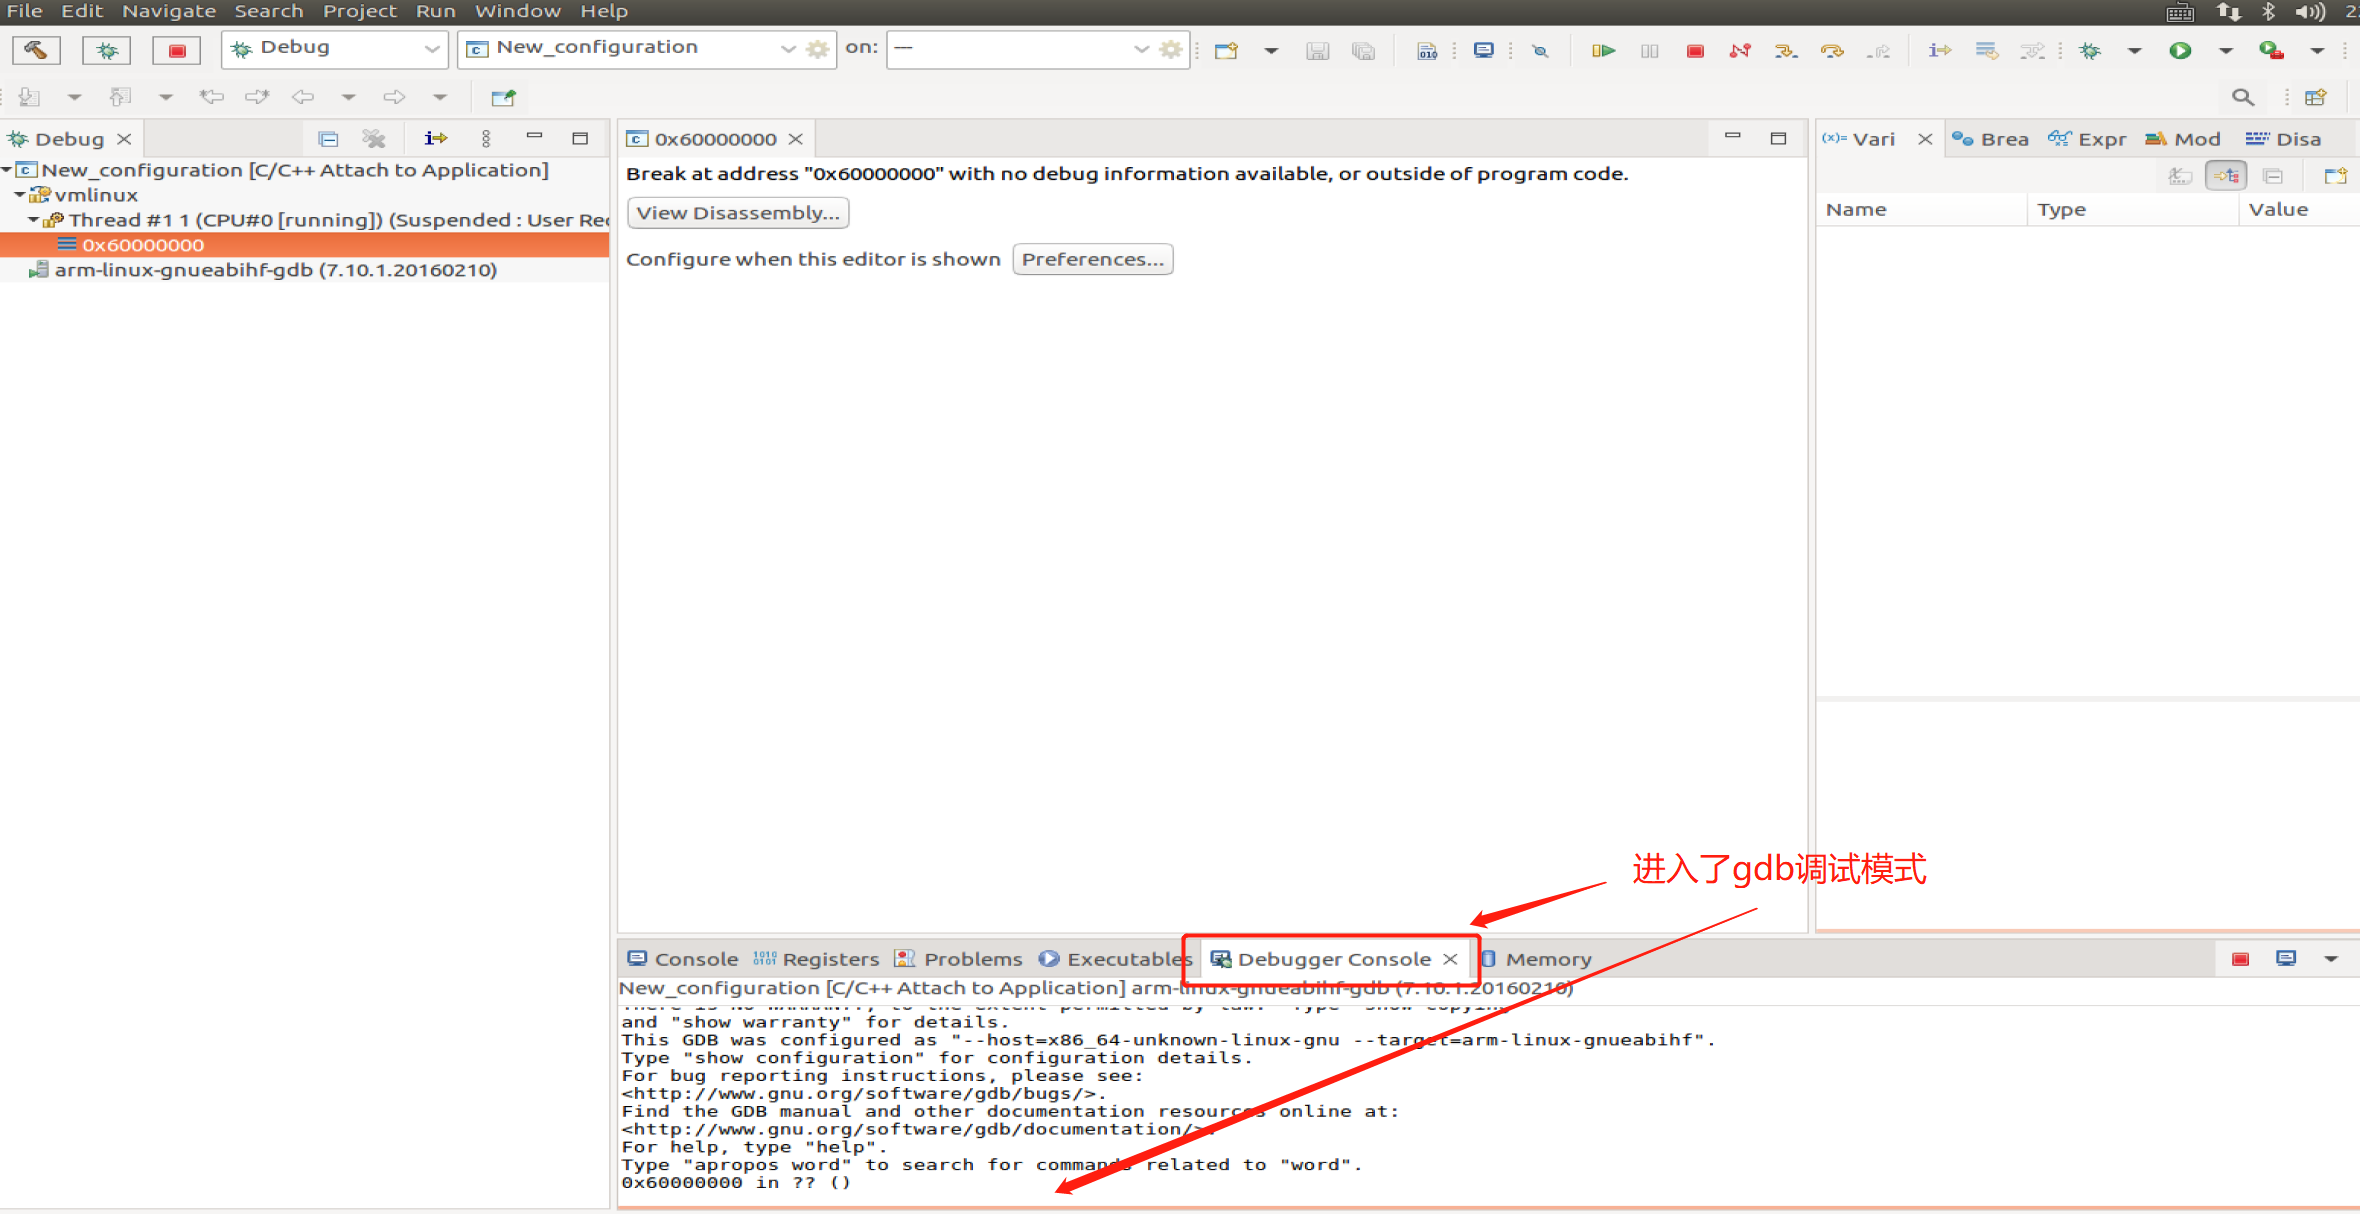 File Edit Navigate Search Project Run Window Help
Debug New_configuration on: ---
Debug
New_configuration [C/C++ Attach to Application]
vmlinux
Thread #1 1 (CPU#0 [running]) (Suspended : User Re
0x60000000
arm-linux-gnueabihf-gdb (7.10.1.20160210)
0x60000000
Break at address "0x60000000" with no debug information available, or outside of program code.
View Disassembly...
Configure when this editor is shown Preferences...
(x)= Vari Brea Expr Mod Disa
Name Type Value
进入了gdb调试模式
Console Registers Problems Executables Debugger Console Memory
New_configuration [C/C++ Attach to Application] arm-linux-gnueabihf-gdb (7.10.1.20160210)
and "show warranty" for details.
This GDB was configured as "--host=x86_64-unknown-linux-gnu --target=arm-linux-gnueabihf".
Type "show configuration" for configuration details.
For bug reporting instructions, please see:
<http://www.gnu.org/software/gdb/bugs/>.
Find the GDB manual and other documentation resources online at:
<http://www.gnu.org/software/gdb/documentation/>.
For help, type "help".
Type "apropos word" to search for commands related to "word".
0x60000000 in ?? ()